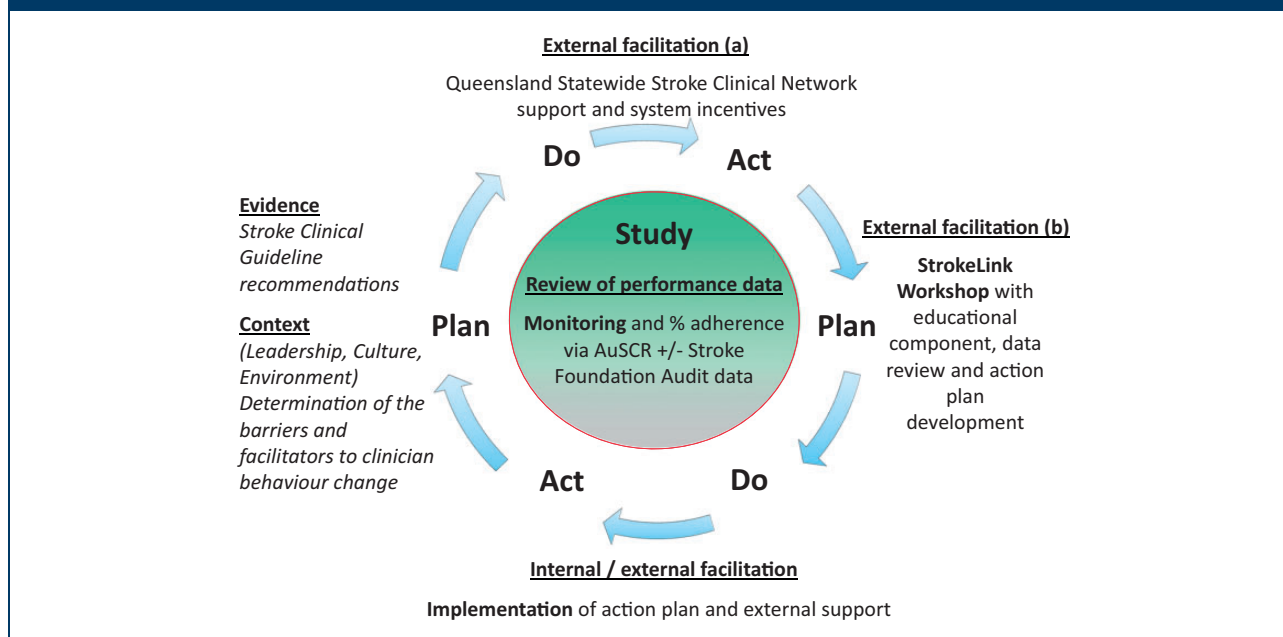 External facilitation (a)
Queensland Statewide Stroke Clinical Network
support and system incentives
Do
Act
Evidence
Stroke Clinical
Guideline
recommendations
Context
(Leadership, Culture,
Environment)
Determination of the
barriers and
facilitators to clinician
behaviour change
Plan
Study
Review of performance data
Monitoring and % adherence
via AuSCR +/- Stroke
Foundation Audit data
Plan
External facilitation (b)
StrokeLink
Workshop with
educational
component, data
review and action
plan
development
Act
Do
Internal / external facilitation
Implementation of action plan and external support